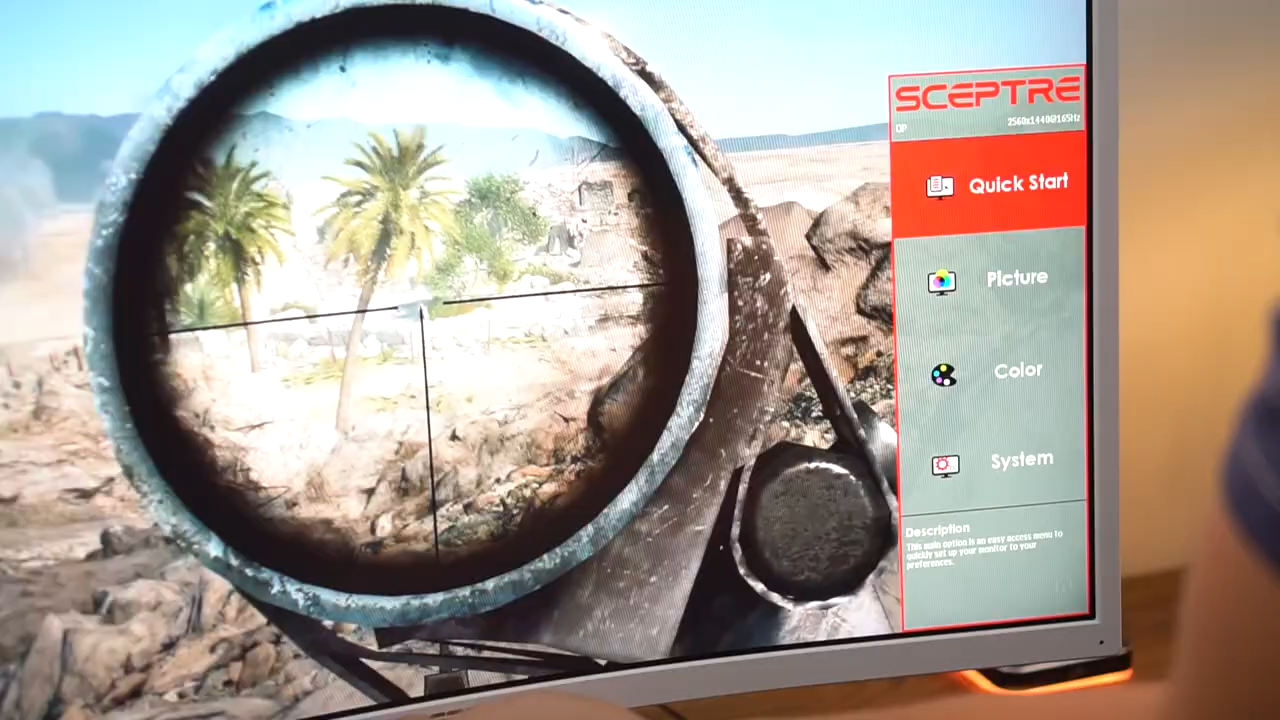 SCEPTRE
DP 2560x1440@165Hz
Quick Start
Picture
Color
System
Description
This main option is an easy access menu to
quickly set up your monitor to your
preferences.